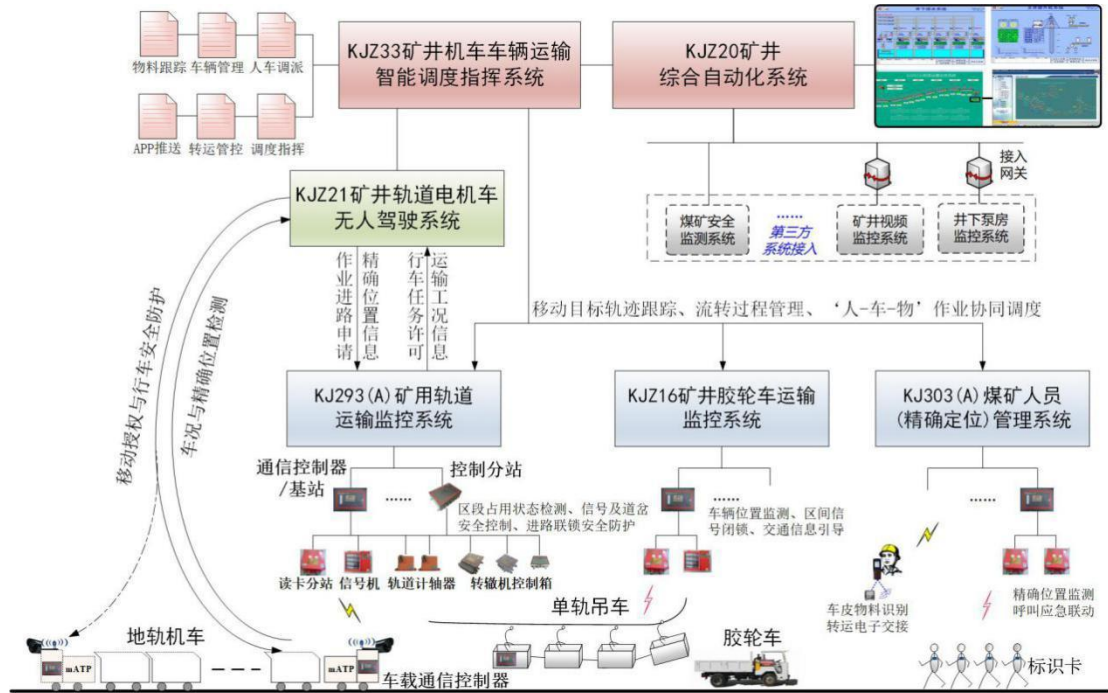 物料跟踪
车辆管理
人车调派
APP推送
转运管控
调度指挥
KJZ33矿井机车车辆运输
智能调度指挥系统
KJZ20矿井
综合自动化系统
接入
网关
煤矿安全
监测系统
……
第三方
系统接入
矿井视频
监控系统
井下泵房
监控系统
KJZ21矿井轨道电机车
无人驾驶系统
作业进路申请
精确位置信息
行车任务许可
运输工况信息
移动目标轨迹跟踪、流转过程管理、‘人-车-物’作业协同调度
移动授权与行车安全防护
车况与精确位置检测
KJ293(A)矿用轨道
运输监控系统
KJZ16矿井胶轮车运输
监控系统
KJ303(A)煤矿人员
(精确定位)管理系统
通信控制器
/基站
……
控制分站
区段占用状态检测、信号及道岔
安全控制、进路联锁安全防护
……
车辆位置监测、区间信
号闭锁、交通信息引导
……
读卡分站
信号机
轨道计轴器
转辙机控制箱
单轨吊车
车皮物料识别
转运电子交接
精确位置监测
呼叫应急联动
地轨机车
mATP
mATP
车载通信控制器
胶轮车
标识卡